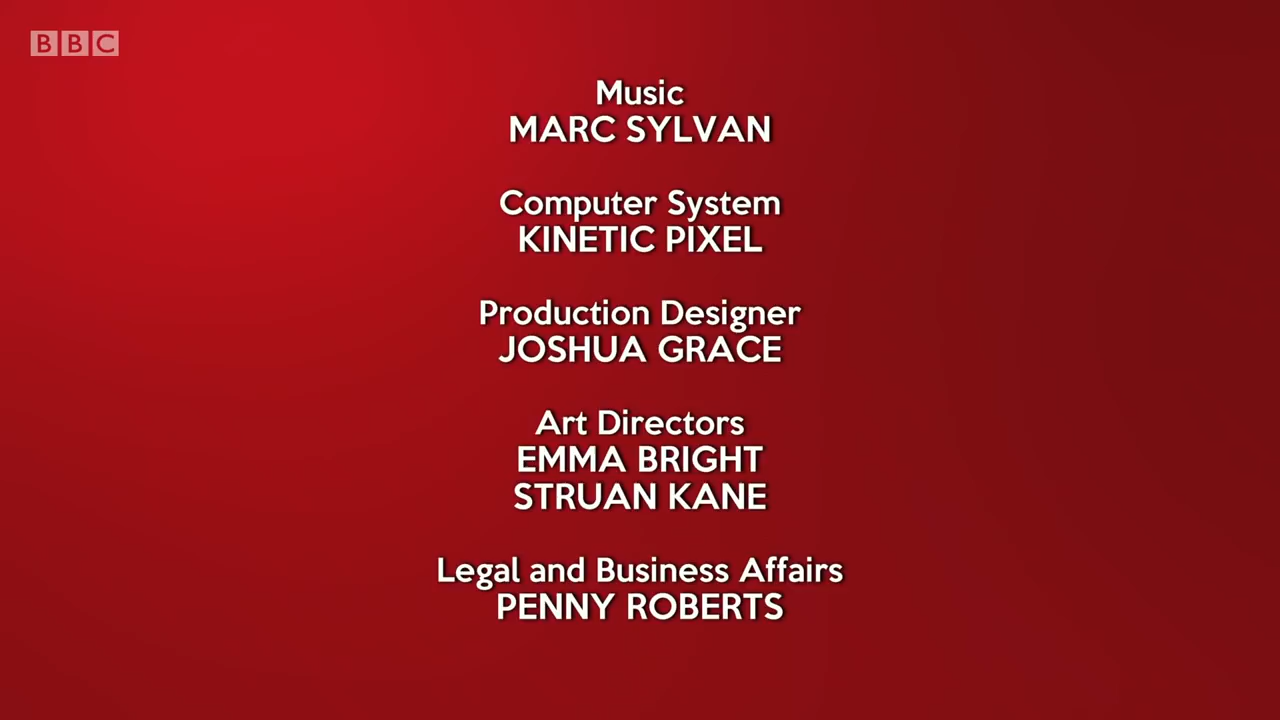 BBC
Music
MARC SYLVAN
Computer System
KINETIC PIXEL
Production Designer
JOSHUA GRACE
Art Directors
EMMA BRIGHT
STRUAN KANE
Legal and Business Affairs
PENNY ROBERTS